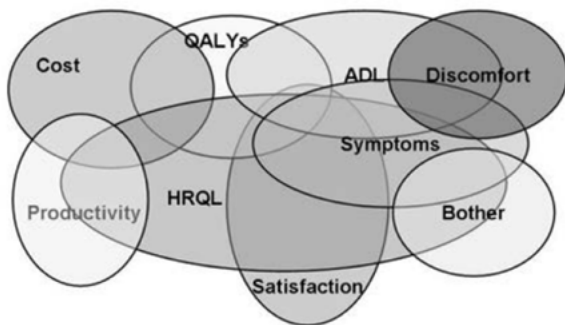 QALYs
Cost
ADL
Discomfort
Symptoms
HRQL
Productivity
Bother
Satisfaction